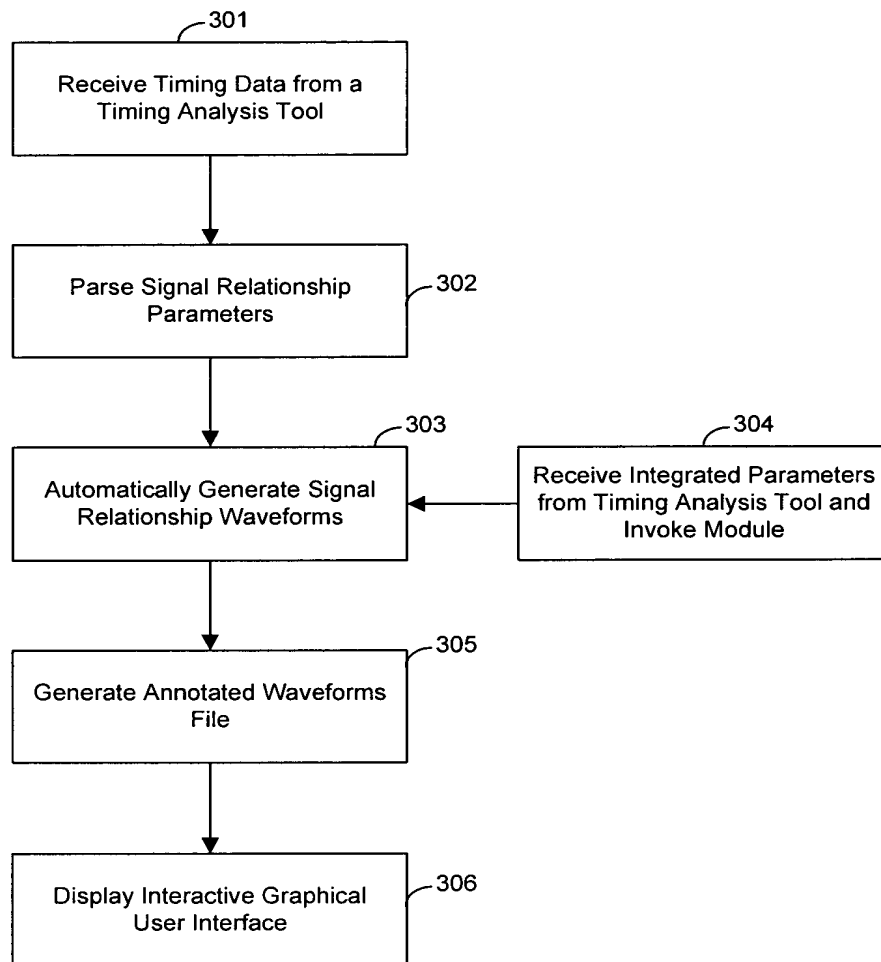 301
Receive Timing Data from a
Timing Analysis Tool
302
Parse Signal Relationship
Parameters
303
Automatically Generate Signal
Relationship Waveforms
304
Receive Integrated Parameters
from Timing Analysis Tool and
Invoke Module
305
Generate Annotated Waveforms
File
306
Display Interactive Graphical
User Interface